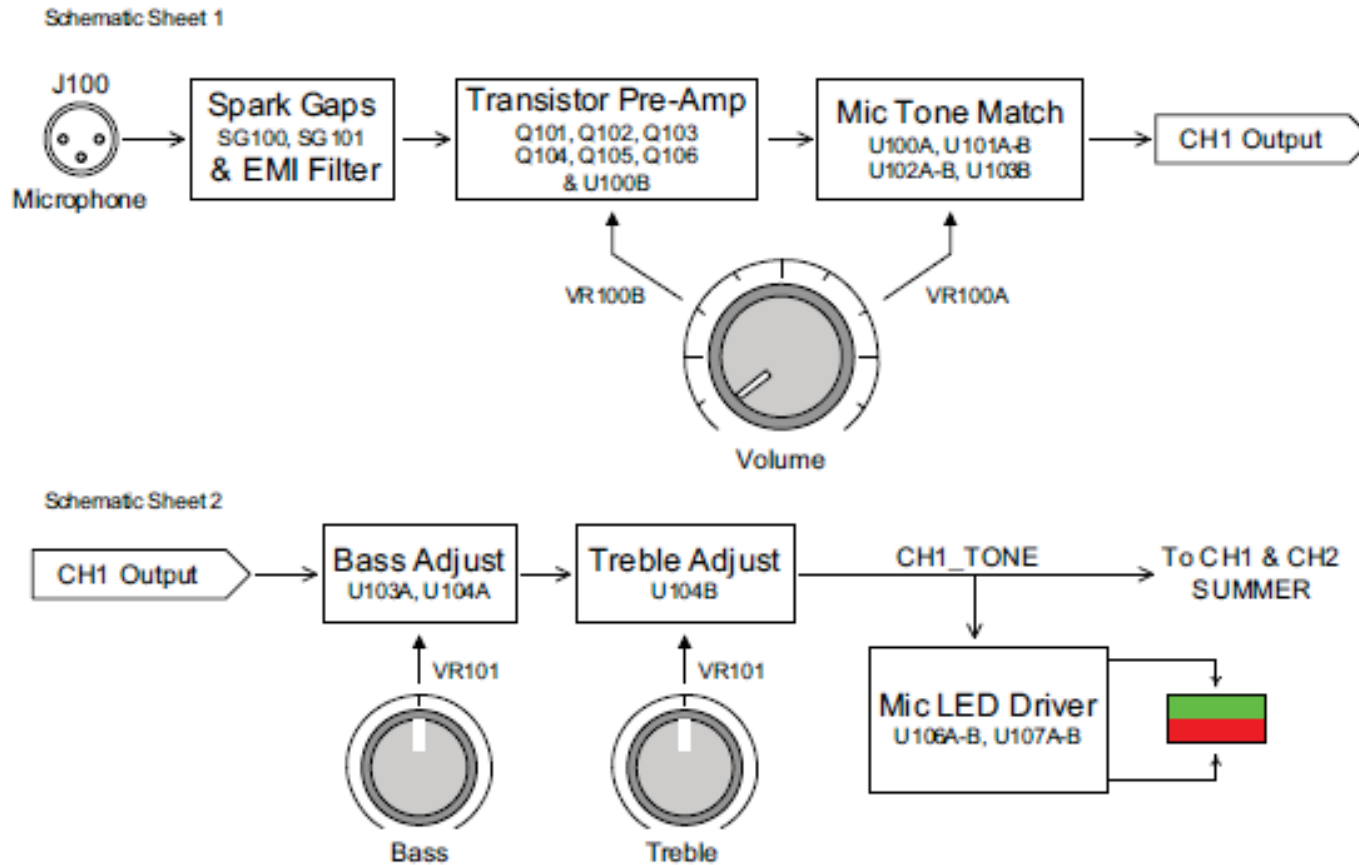 Schematic Sheet 1
J100
Microphone
Spark Gaps
SG100, SG101
& EMI Filter
Transistor Pre-Amp
Q101, Q102, Q103
Q104, Q105, Q106
& U100B
Mic Tone Match
U100A, U101A-B
U102A-B, U103B
CH1 Output
VR100B
VR100A
Volume
Schematic Sheet 2
CH1 Output
Bass Adjust
U103A, U104A
Treble Adjust
U104B
CH1_TONE
To CH1 & CH2
SUMMER
VR101
VR101
Mic LED Driver
U106A-B, U107A-B
Bass
Treble